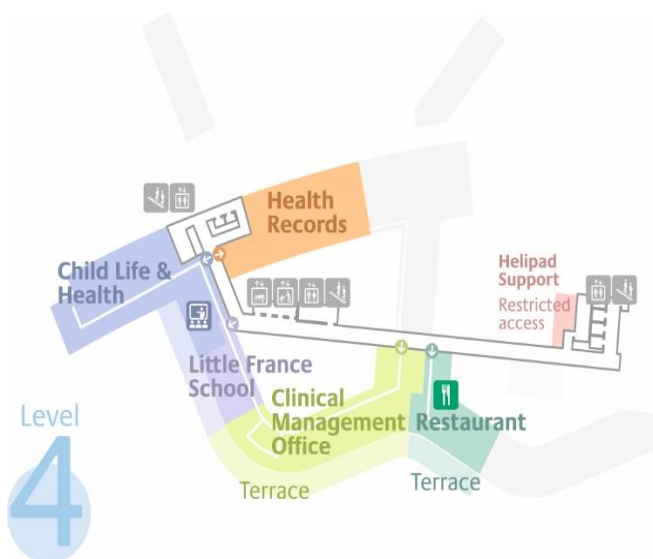 Health
Records
Child Life &
Health
Helipad
Support
Restricted
access
Little France
School
Clinical
Management
Office
Restaurant
Terrace
Terrace
Level
4